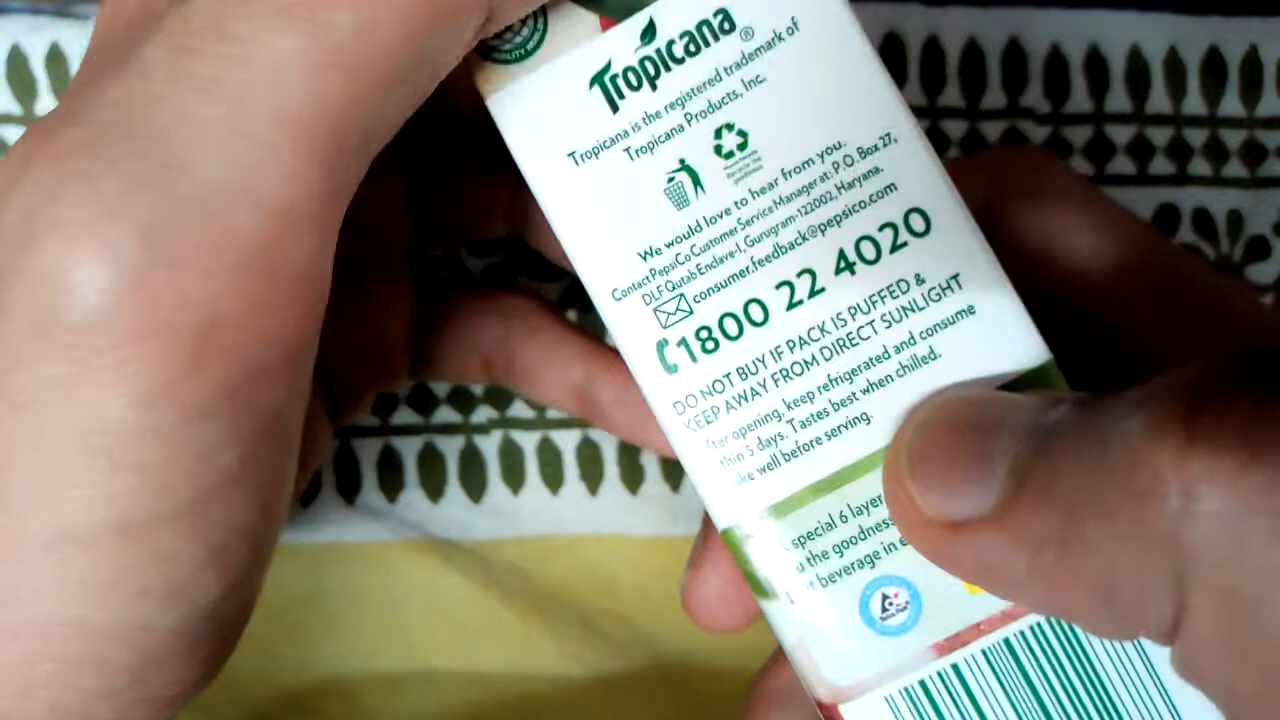 Tropicana®
Tropicana is the registered trademark of
Tropicana Products, Inc.
We would love to hear from you.
Contact PepsiCo Customer Service Manager at: P.O. Box 27,
DLF Qutab Enclave-I, Gurugram-122002, Haryana.
consumer.feedback@pepsico.com
1800 22 4020
DO NOT BUY IF PACK IS PUFFED &
KEEP AWAY FROM DIRECT SUNLIGHT
opening, keep refrigerated and consume
5 days. Tastes best when chilled.
well before serving.
special 6 layer
the goodness
beverage in